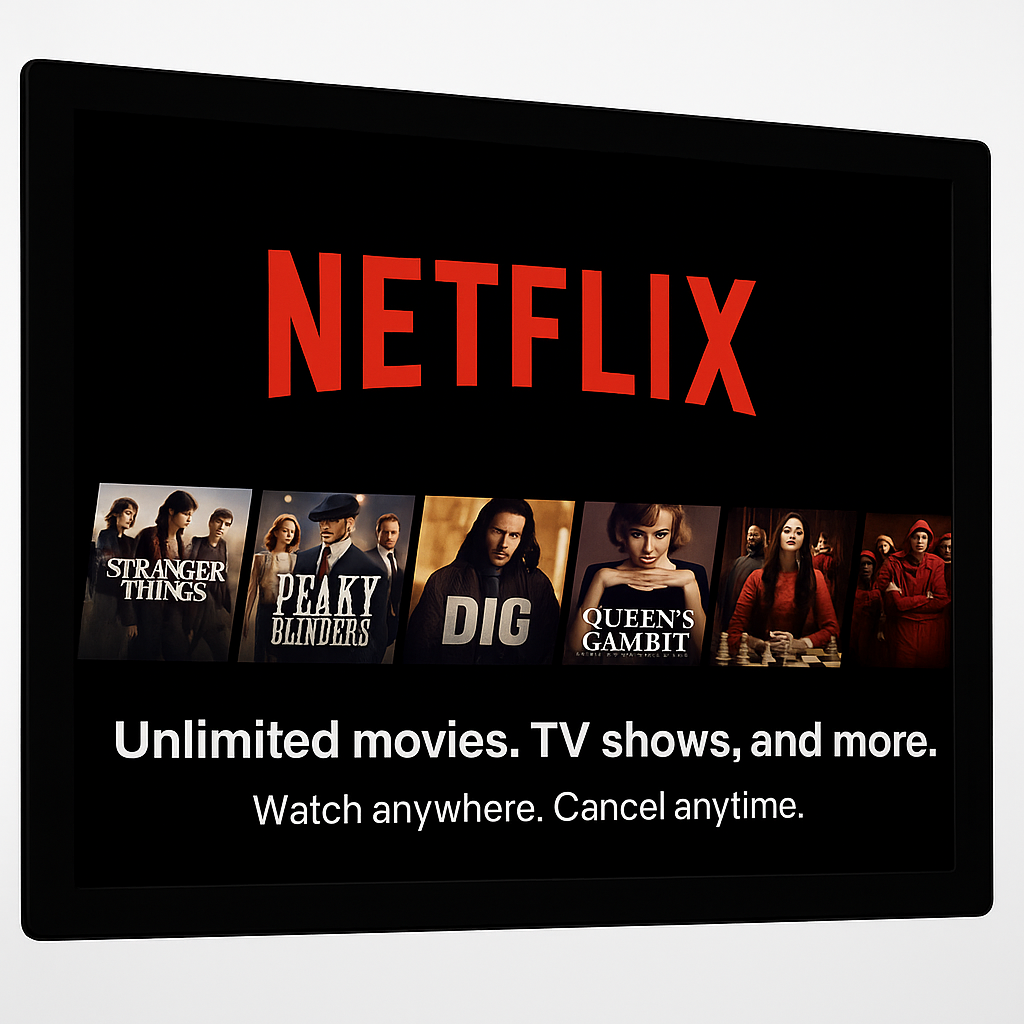 NETFLIX
STRANGER
THINGS
PEAKY
BLINDERS
DIG
QUEEN'S
GAMBIT
Unlimited movies. TV shows, and more.
Watch anywhere. Cancel anytime.